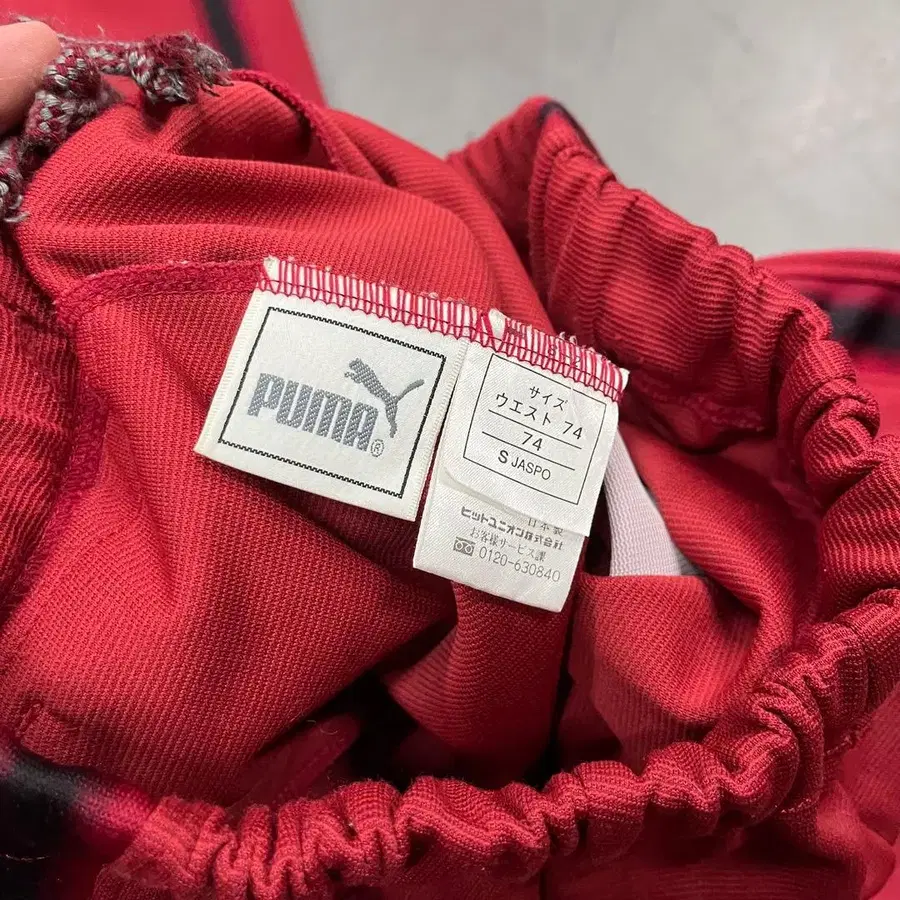 PUMA®
サイズ
ウエスト 74
74
S JASPO
日本製
ヒットユニオン株式会社
お客様サービス課
0120-630840